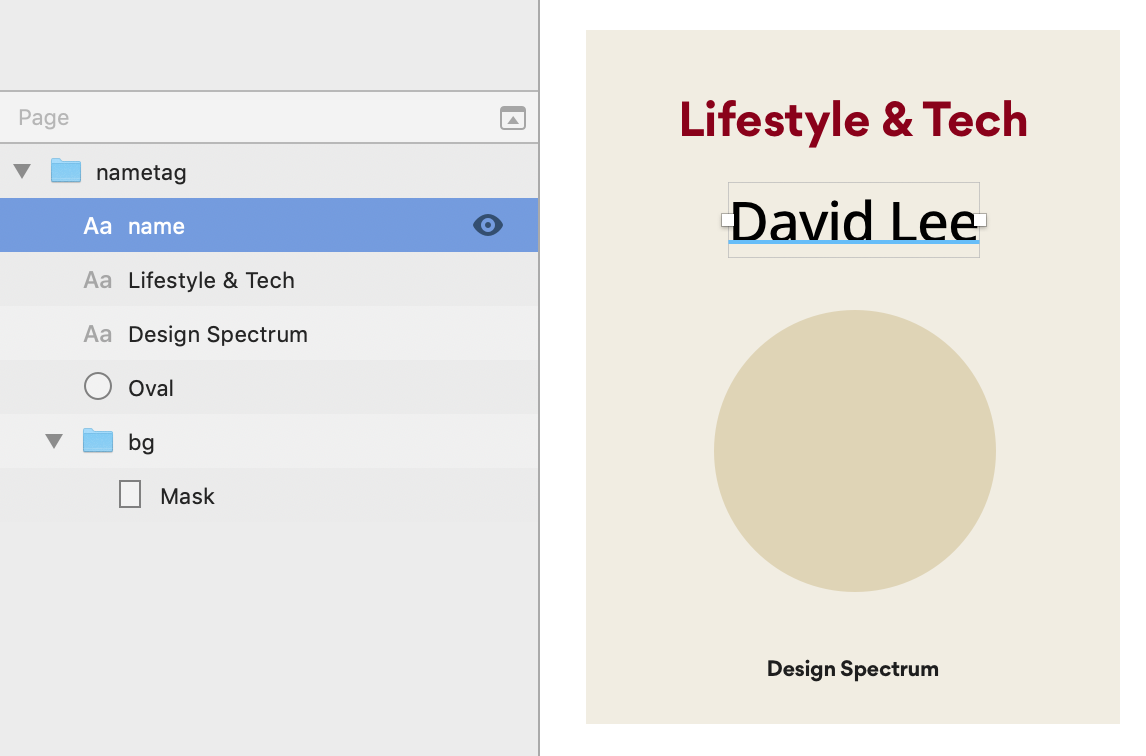 Page
nametag
Aa name
Aa Lifestyle & Tech
Aa Design Spectrum
Oval
bg
Mask
Lifestyle & Tech
David Lee
Design Spectrum